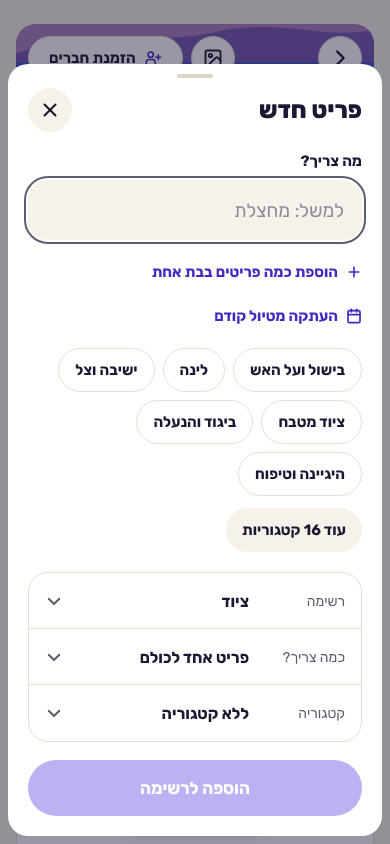 הזמנת חברים
פריט חדש
מה צריך?
למשל: מחצלת
הוספת כמה פריטים בבת אחת
העתקה מטיול קודם
בישול ועל האש
לינה
ישיבה וצל
ציוד מטבח
ביגוד והנעלה
היגיינה וטיפוח
עוד 16 קטגוריות
רשימה ציוד
כמה צריך? פריט אחד לכולם
קטגוריה ללא קטגוריה
הוספה לרשימה